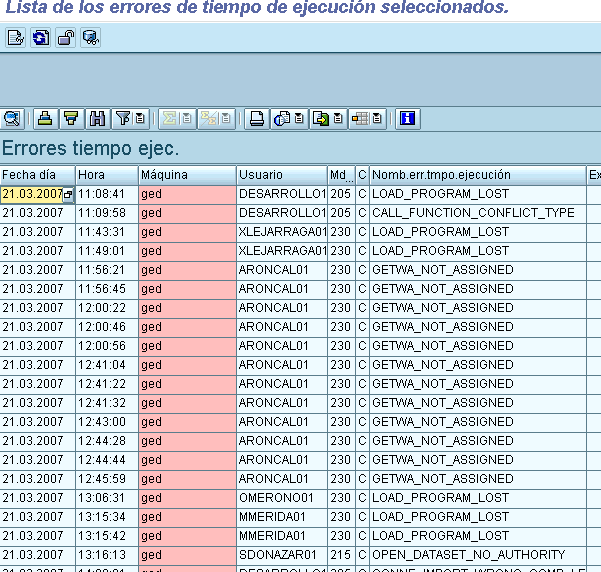 Lista de los errores de tiempo de ejecución seleccionados.
Errores tiempo ejec.
Fecha día Hora Máquina Usuario Md... C Nomb.err.tmpo.ejecución Ex
21.03.2007 11:08:41 ged DESARROLLO1 205 C LOAD_PROGRAM_LOST
21.03.2007 11:09:58 ged DESARROLLO1 205 C CALL_FUNCTION_CONFLICT_TYPE
21.03.2007 11:43:31 ged XLEJARRAGA01 230 C LOAD_PROGRAM_LOST
21.03.2007 11:49:01 ged XLEJARRAGA01 230 C LOAD_PROGRAM_LOST
21.03.2007 11:56:21 ged ARONCAL01 230 C GETWA_NOT_ASSIGNED
21.03.2007 11:56:45 ged ARONCAL01 230 C GETWA_NOT_ASSIGNED
21.03.2007 12:00:22 ged ARONCAL01 230 C GETWA_NOT_ASSIGNED
21.03.2007 12:00:46 ged ARONCAL01 230 C GETWA_NOT_ASSIGNED
21.03.2007 12:00:56 ged ARONCAL01 230 C GETWA_NOT_ASSIGNED
21.03.2007 12:41:04 ged ARONCAL01 230 C GETWA_NOT_ASSIGNED
21.03.2007 12:41:22 ged ARONCAL01 230 C GETWA_NOT_ASSIGNED
21.03.2007 12:41:32 ged ARONCAL01 230 C GETWA_NOT_ASSIGNED
21.03.2007 12:43:00 ged ARONCAL01 230 C GETWA_NOT_ASSIGNED
21.03.2007 12:44:28 ged ARONCAL01 230 C GETWA_NOT_ASSIGNED
21.03.2007 12:44:44 ged ARONCAL01 230 C GETWA_NOT_ASSIGNED
21.03.2007 12:45:59 ged ARONCAL01 230 C GETWA_NOT_ASSIGNED
21.03.2007 13:06:31 ged OMERONO01 230 C LOAD_PROGRAM_LOST
21.03.2007 13:15:34 ged MMERIDA01 230 C LOAD_PROGRAM_LOST
21.03.2007 13:15:42 ged MMERIDA01 230 C LOAD_PROGRAM_LOST
21.03.2007 13:16:13 ged SDONAZAR01 215 C OPEN_DATASET_NO_AUTHORITY